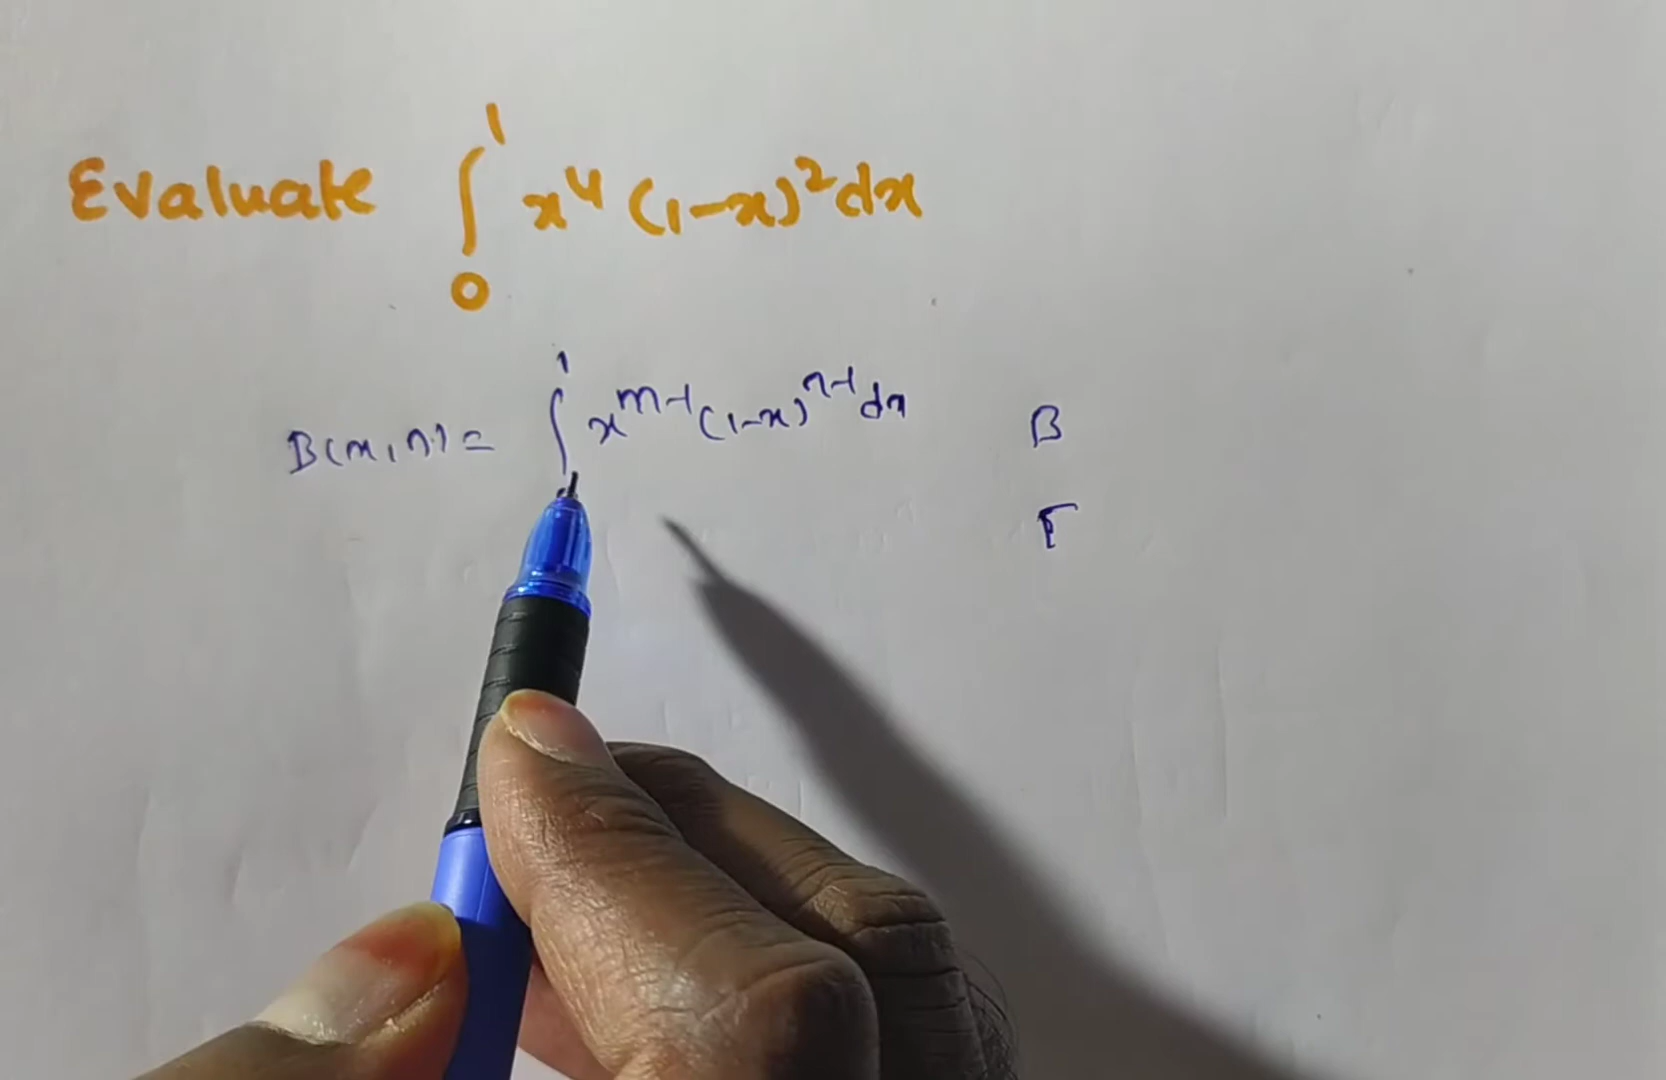 Evaluate ∫₀¹ x⁴ (1-x)² dx
B(m,n) = ∫₀¹ x^{m-1} (1-x)^{n-1} dx
β
Γ